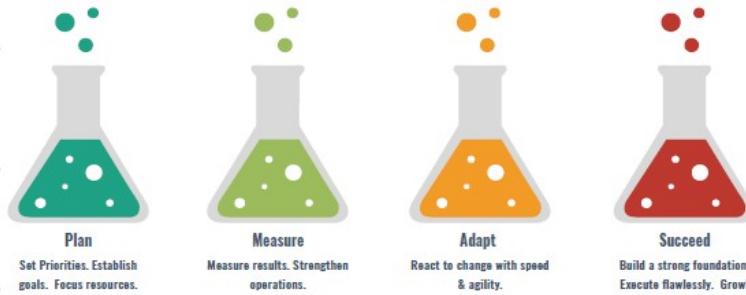 Plan
Set Priorities. Establish
goals. Focus resources.
Measure
Measure results. Strengthen
operations.
Adapt
React to change with speed
& agility.
Succeed
Build a strong foundation
Execute flawlessly. Grow